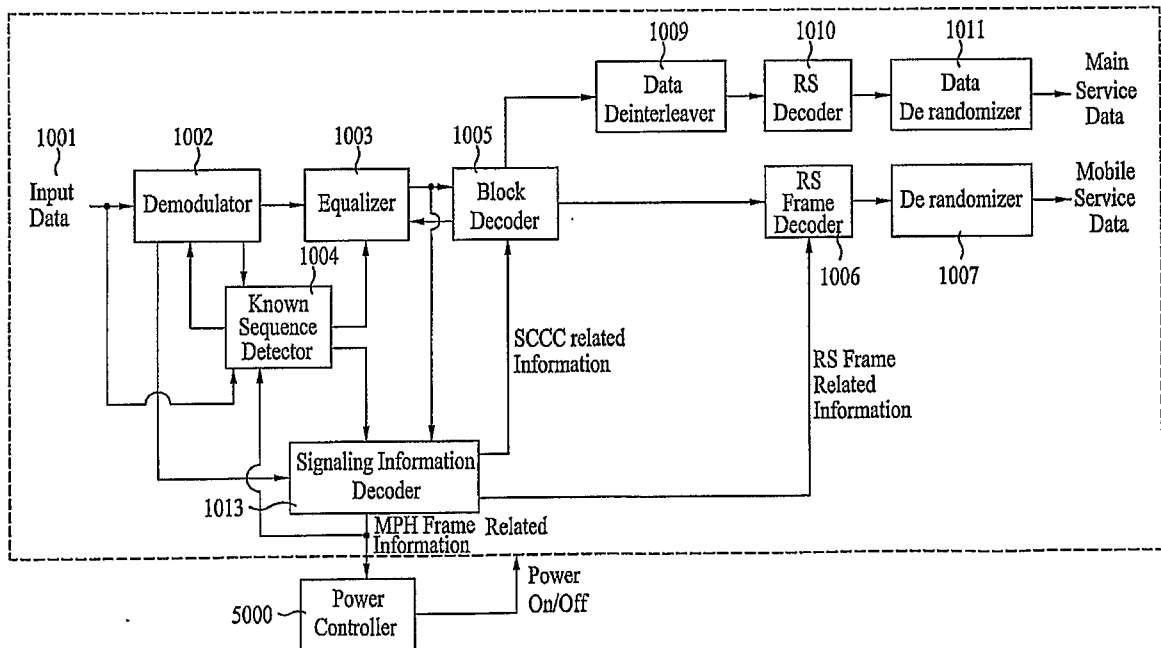 1009
1010
1011
Data
Deinterleaver
RS
Decoder
Data
De randomizer
Main
Service
Data
1001
1002
1003
1005
Input
Data
Demodulator
Equalizer
Block
Decoder
RS
Frame
Decoder
De randomizer
Mobile
Service
Data
1004
1006
1007
Known
Sequence
Detector
SCCC related
Information
RS Frame
Related
Information
Signaling Information
Decoder
1013
MPH Frame Related
Information
5000
Power
Controller
Power
On/Off